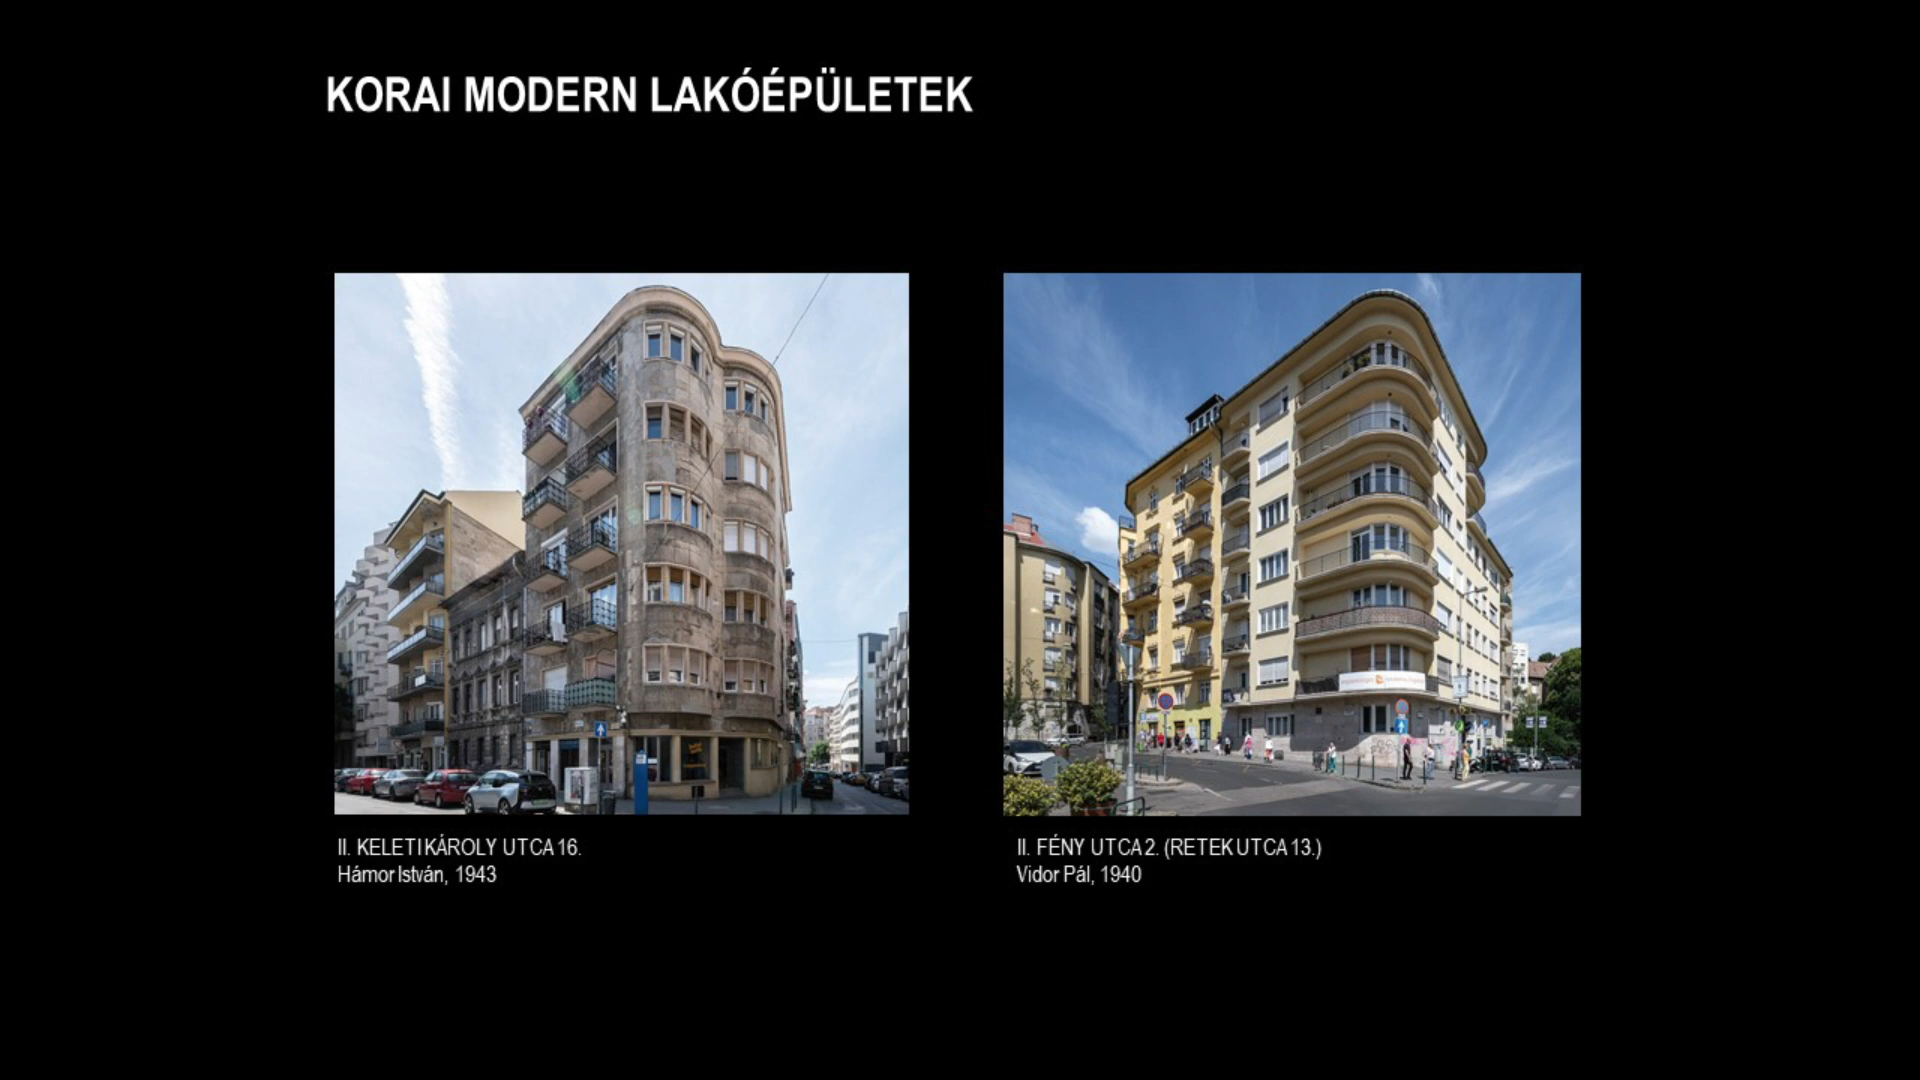 KORAI MODERN LAKÓÉPÜLETEK
II. KELETI KÁROLY UTCA 16.
Hámor István, 1943
II. FÉNY UTCA 2. (RETEK UTCA 13.)
Vidor Pál, 1940